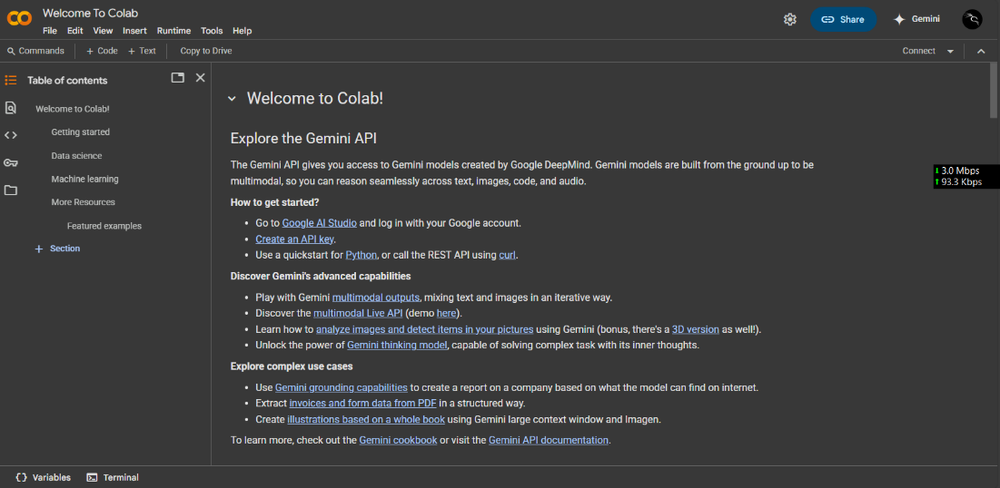 Welcome To Colab
File Edit View Insert Runtime Tools Help
Share
Gemini
Commands + Code + Text Copy to Drive
Connect
Table of contents
Welcome to Colab!
Getting started
Data science
Machine learning
More Resources
Featured examples
+ Section
Welcome to Colab!
Explore the Gemini API
The Gemini API gives you access to Gemini models created by Google DeepMind. Gemini models are built from the ground up to be
multimodal, so you can reason seamlessly across text, images, code, and audio.
How to get started?
• Go to Google AI Studio and log in with your Google account.
• Create an API key.
• Use a quickstart for Python, or call the REST API using curl.
Discover Gemini's advanced capabilities
• Play with Gemini multimodal outputs, mixing text and images in an iterative way.
• Discover the multimodal Live API (demo here).
• Learn how to analyze images and detect items in your pictures using Gemini (bonus, there's a 3D version as well!).
• Unlock the power of Gemini thinking model, capable of solving complex task with its inner thoughts.
Explore complex use cases
• Use Gemini grounding capabilities to create a report on a company based on what the model can find on internet.
• Extract invoices and form data from PDF in a structured way.
• Create illustrations based on a whole book using Gemini large context window and Imagen.
To learn more, check out the Gemini cookbook or visit the Gemini API documentation.
3.0 Mbps
93.3 Kbps
Variables Terminal